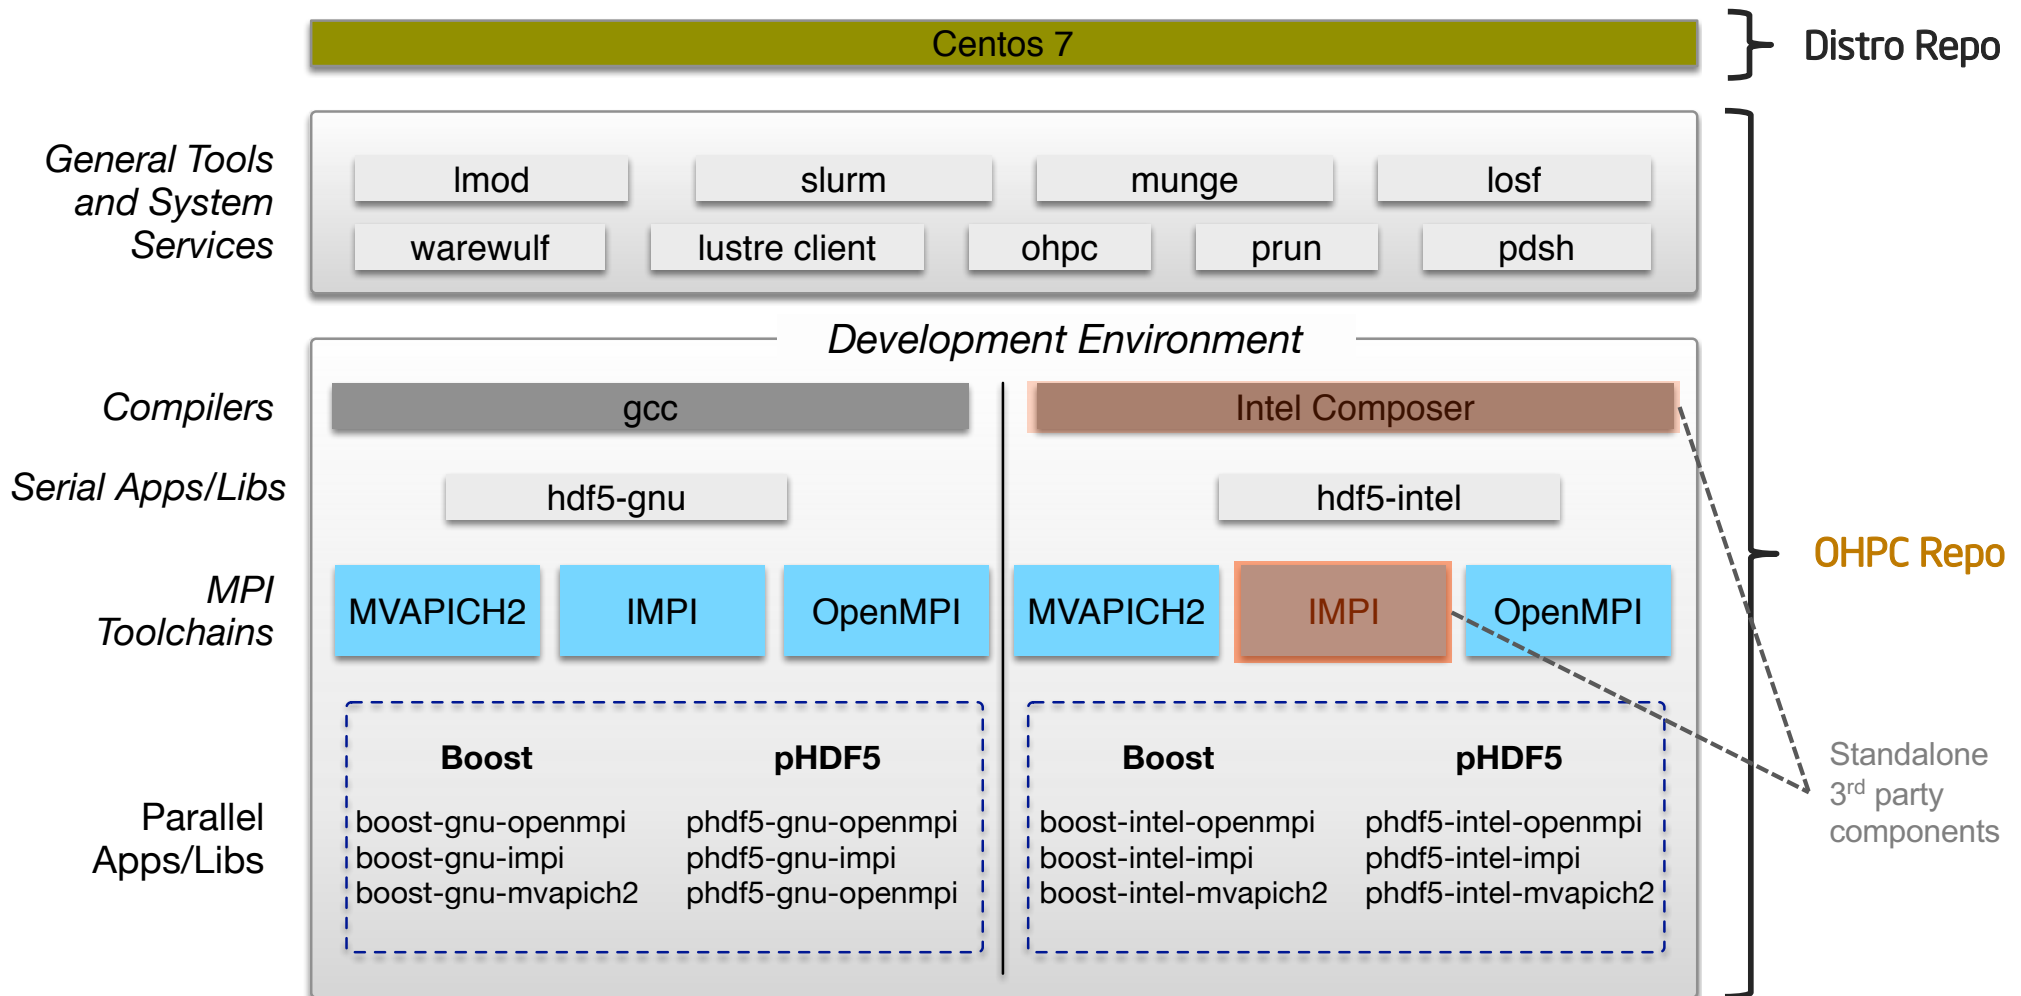 Centos 7
Distro Repo
General Tools
and System
Services
lmod
slurm
munge
losf
warewulf
lustre client
ohpc
prun
pdsh
Development Environment
Compilers
gcc
Intel Composer
Serial Apps/Libs
hdf5-gnu
hdf5-intel
OHPC Repo
MPI
Toolchains
MVAPICH2
IMPI
OpenMPI
MVAPICH2
IMPI
OpenMPI
Parallel
Apps/Libs
Boost
boost-gnu-openmpi
boost-gnu-impi
boost-gnu-mvapich2
pHDF5
phdf5-gnu-openmpi
phdf5-gnu-impi
phdf5-gnu-openmpi
Boost
boost-intel-openmpi
boost-intel-impi
boost-intel-mvapich2
pHDF5
phdf5-intel-openmpi
phdf5-intel-impi
phdf5-intel-mvapich2
Standalone
3rd party
components